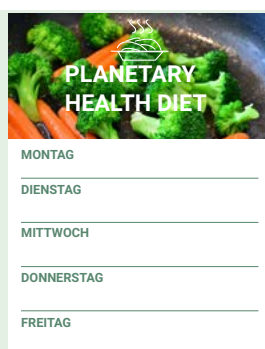 PLANETARY
HEALTH DIET
MONTAG
DIENSTAG
MITTWOCH
DONNERSTAG
FREITAG